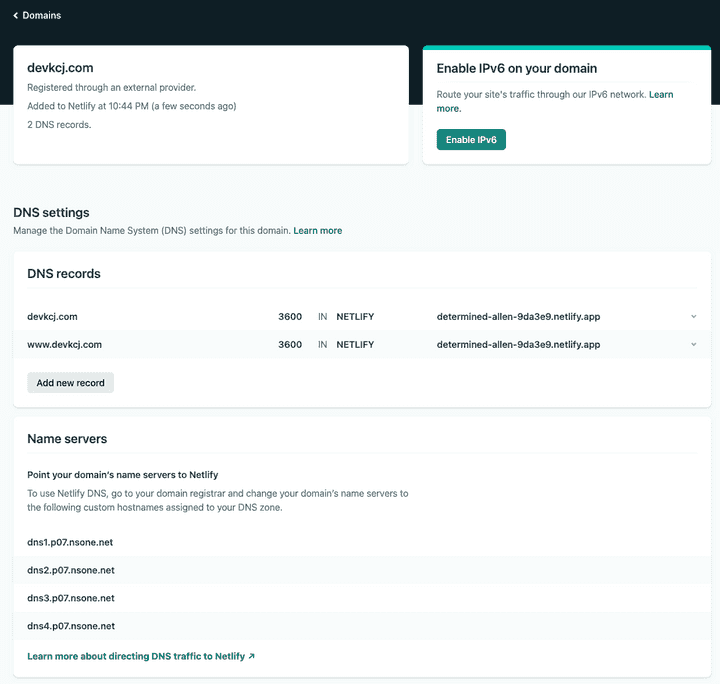 Domains
devkcj.com
Registered through an external provider.
Added to Netlify at 10:44 PM (a few seconds ago)
2 DNS records.
Enable IPv6 on your domain
Route your site's traffic through our IPv6 network. Learn
more.
Enable IPv6
DNS settings
Manage the Domain Name System (DNS) settings for this domain. Learn more
DNS records
devkcj.com 3600 IN NETLIFY determined-allen-9da3e9.netlify.app
www.devkcj.com 3600 IN NETLIFY determined-allen-9da3e9.netlify.app
Add new record
Name servers
Point your domain's name servers to Netlify
To use Netlify DNS, go to your domain registrar and change your domain's name servers to
the following custom hostnames assigned to your DNS zone.
dns1.p07.nsone.net
dns2.p07.nsone.net
dns3.p07.nsone.net
dns4.p07.nsone.net
Learn more about directing DNS traffic to Netlify ↗